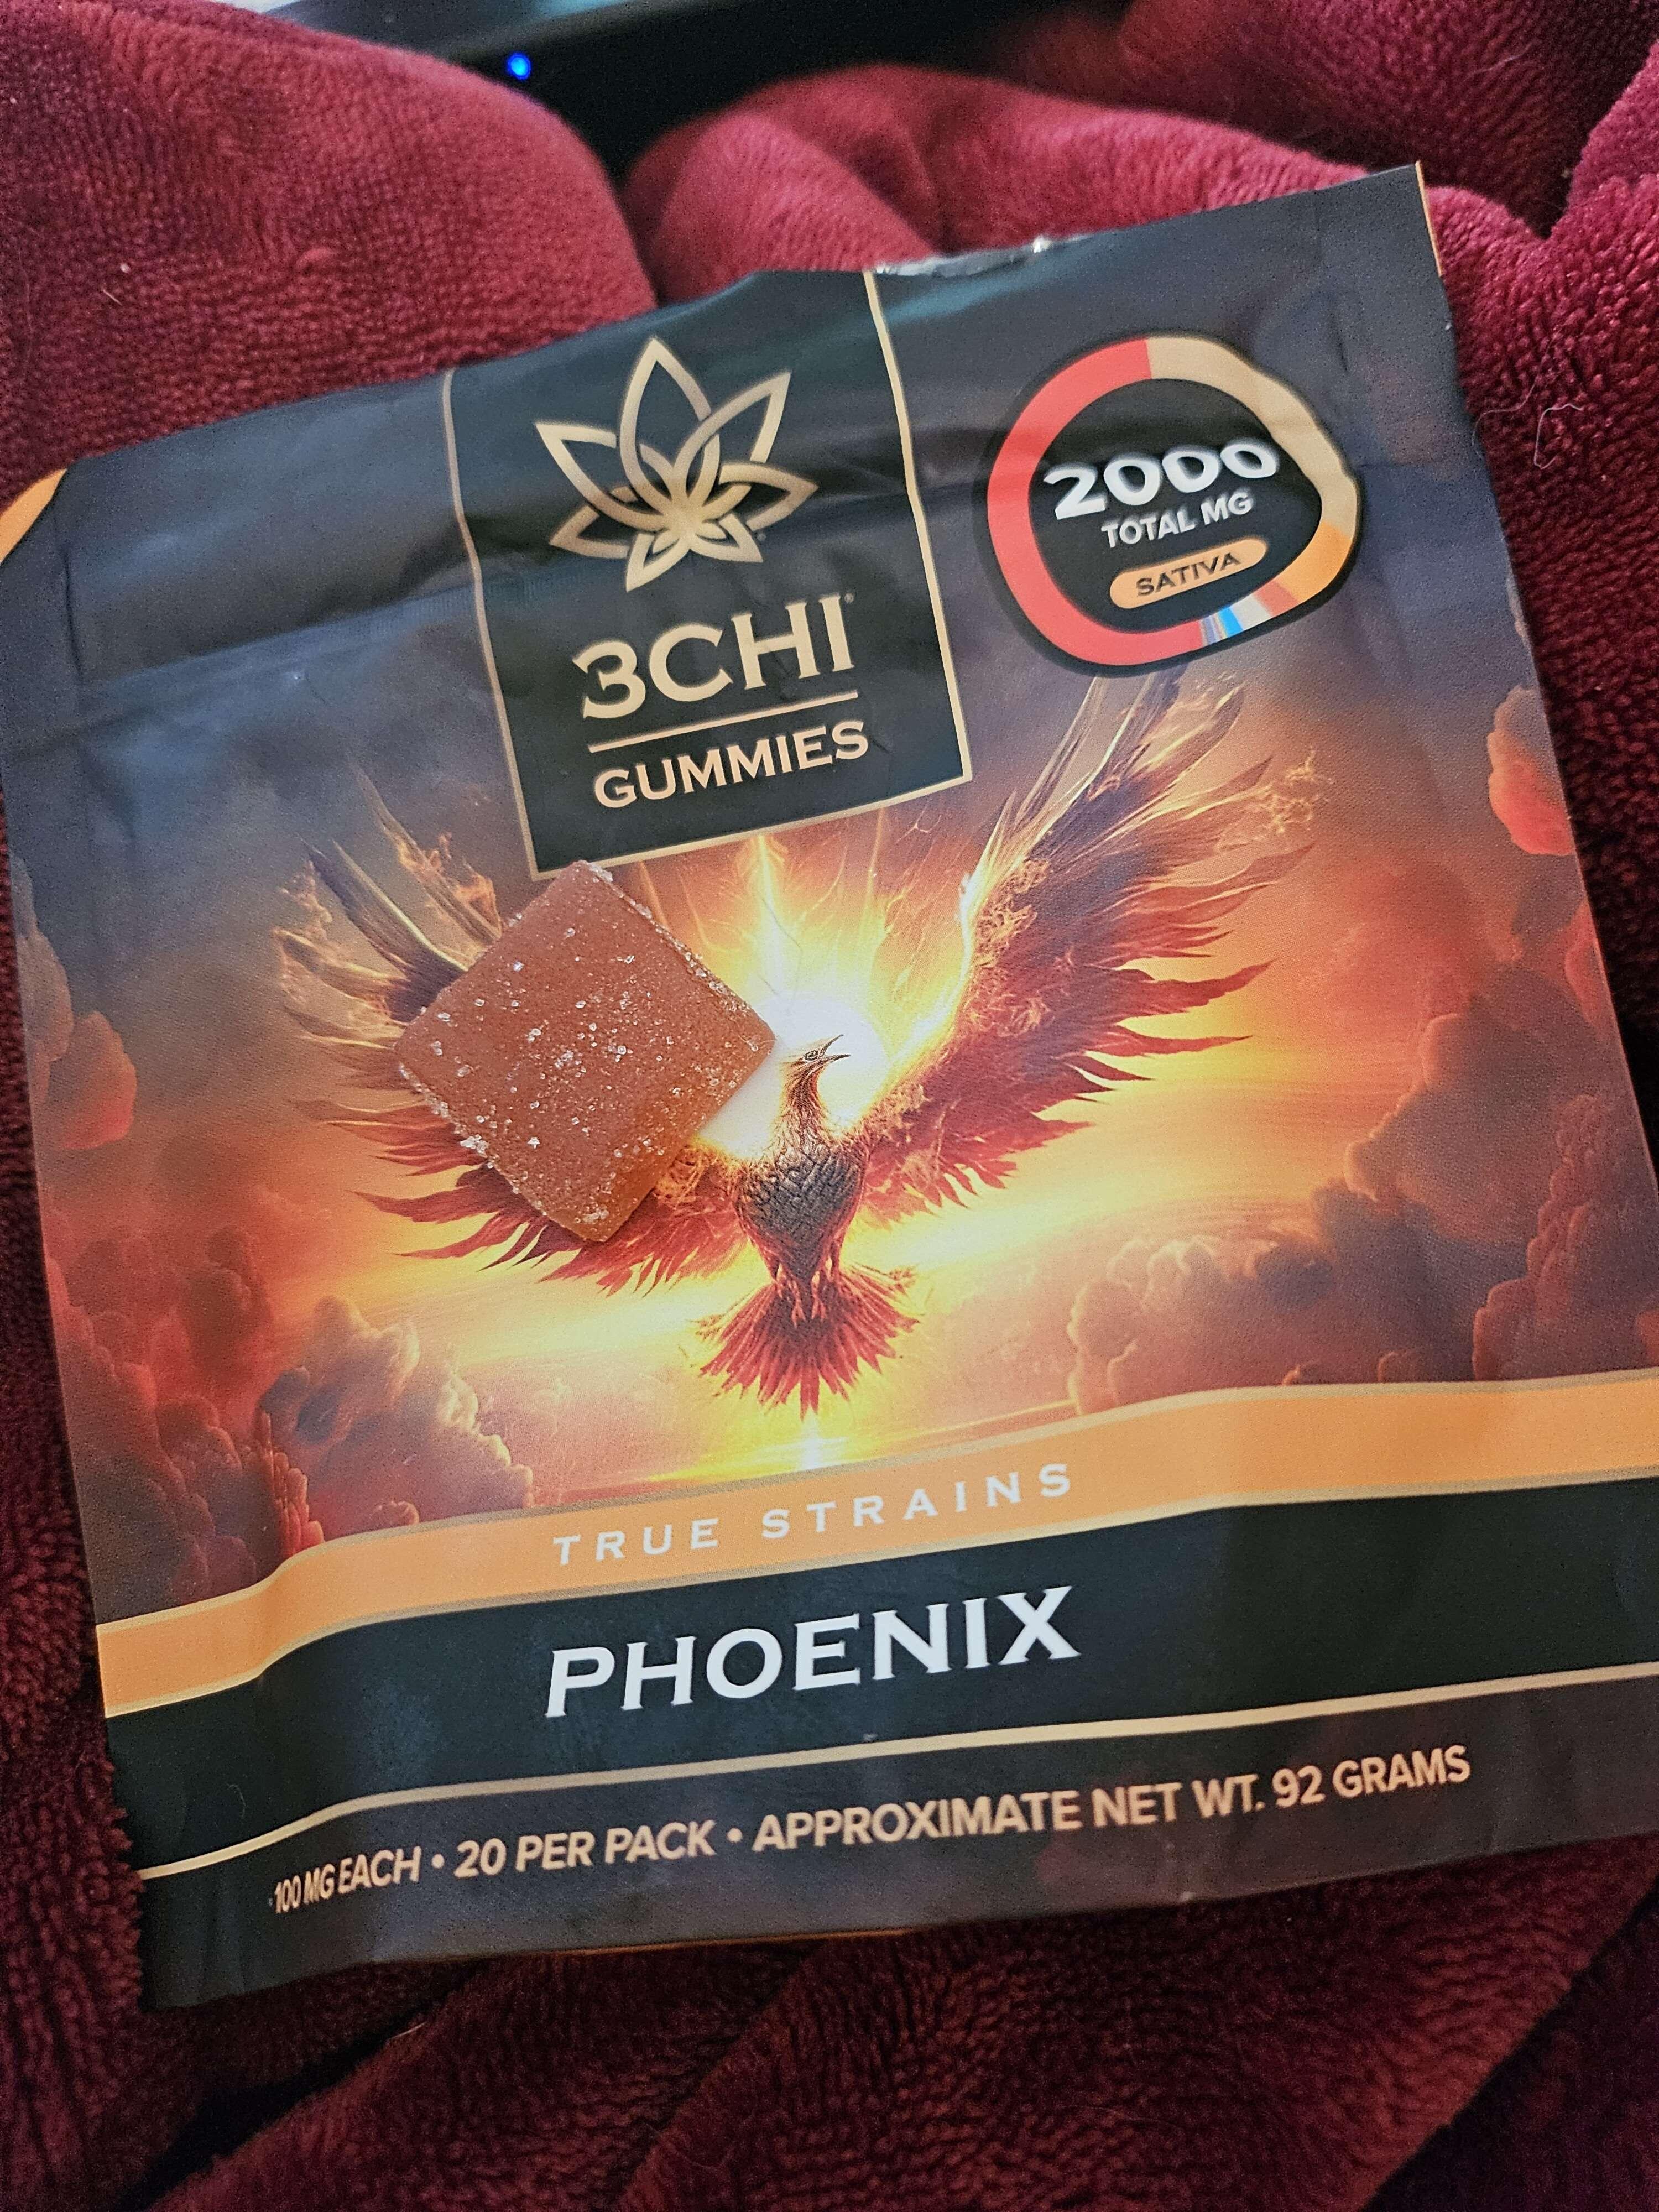 3CHI
GUMMIES
2000
TOTAL MG
SATIVA
TRUE STRAINS
PHOENIX
100 MG EACH • 20 PER PACK • APPROXIMATE NET WT. 92 GRAMS